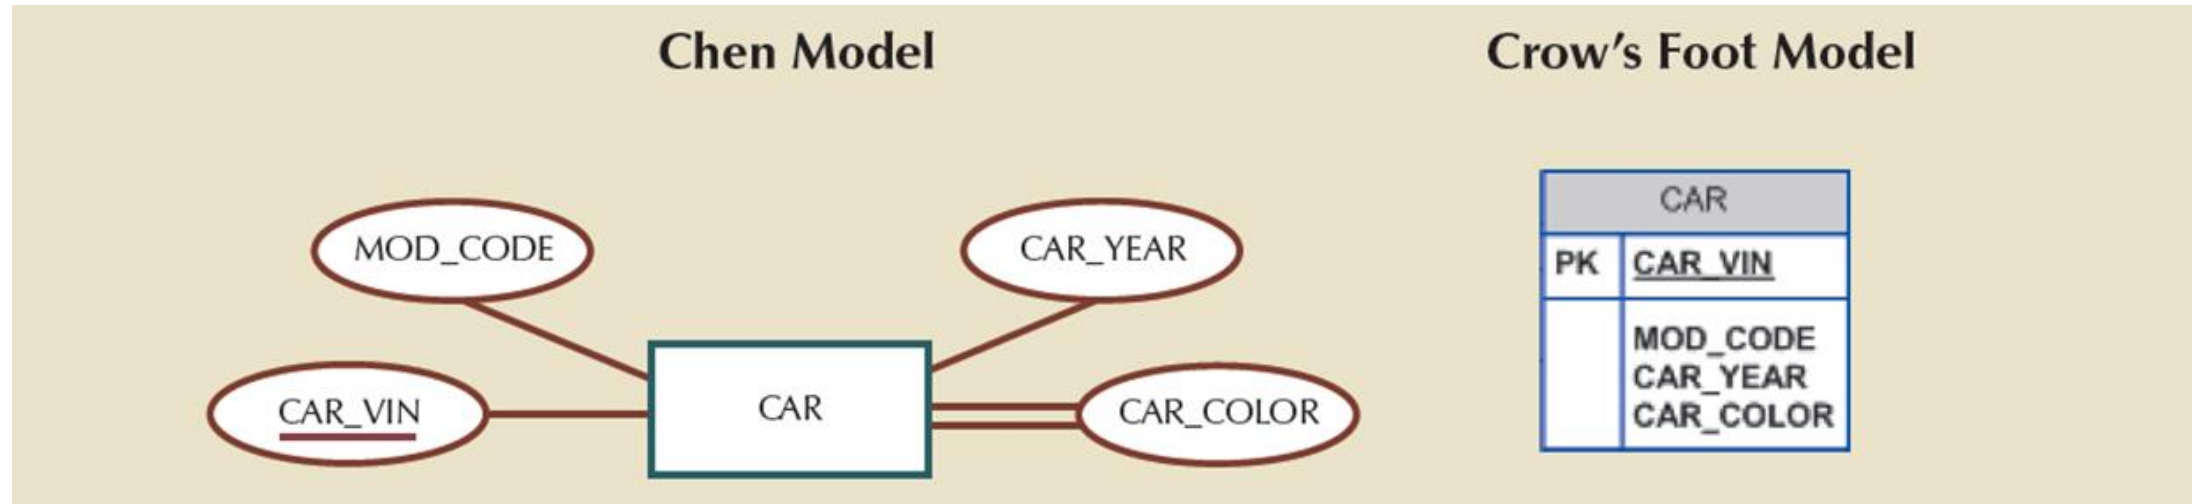 Chen Model
Crow's Foot Model
MOD_CODE
CAR_YEAR
CAR_VIN
CAR
CAR_COLOR
CAR
PK CAR_VIN
MOD_CODE
CAR_YEAR
CAR_COLOR